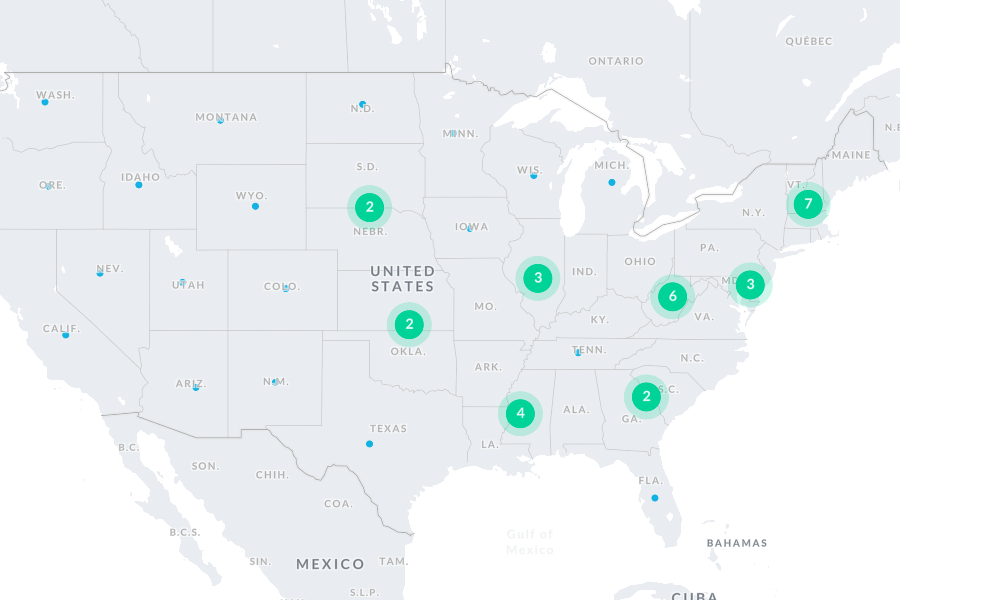 QUÉBEC
ONTARIO
WASH.
MONTANA
N.D.
MINN.
N.B
MAINE
ORE.
IDAHO
WYO.
S.D.
WIS.
MICH.
VT.
2
NEBR.
IOWA
N.Y.
7
NEV.
UTAH
COLO.
UNITED
STATES
3
IND.
OHIO
PA.
MD
3
CALIF.
2
OKLA.
MO.
KY.
6
VA.
ARIZ.
N.M.
ARK.
TENN.
N.C.
S.C.
2
GA.
TEXAS
4
LA.
ALA.
B.C.
SON.
CHIH.
COA.
FLA.
B.C.S.
SIN.
MEXICO
TAM.
S.L.P.
Gulf of
Mexico
BAHAMAS
CUBA